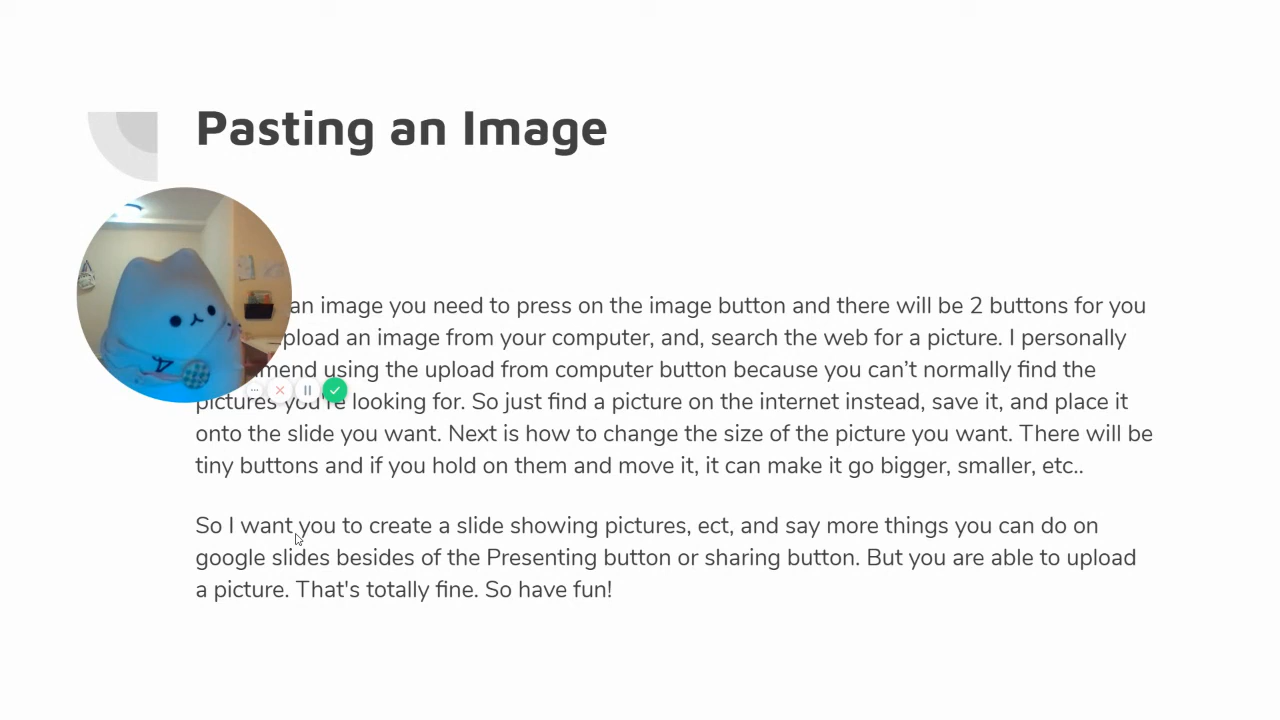 Pasting an Image
an image you need to press on the image button and there will be 2 buttons for you
pload an image from your computer, and, search the web for a picture. I personally
mend using the upload from computer button because you can’t normally find the
pictures you're looking for. So just find a picture on the internet instead, save it, and place it
onto the slide you want. Next is how to change the size of the picture you want. There will be
tiny buttons and if you hold on them and move it, it can make it go bigger, smaller, etc..
So I want you to create a slide showing pictures, ect, and say more things you can do on
google slides besides of the Presenting button or sharing button. But you are able to upload
a picture. That's totally fine. So have fun!